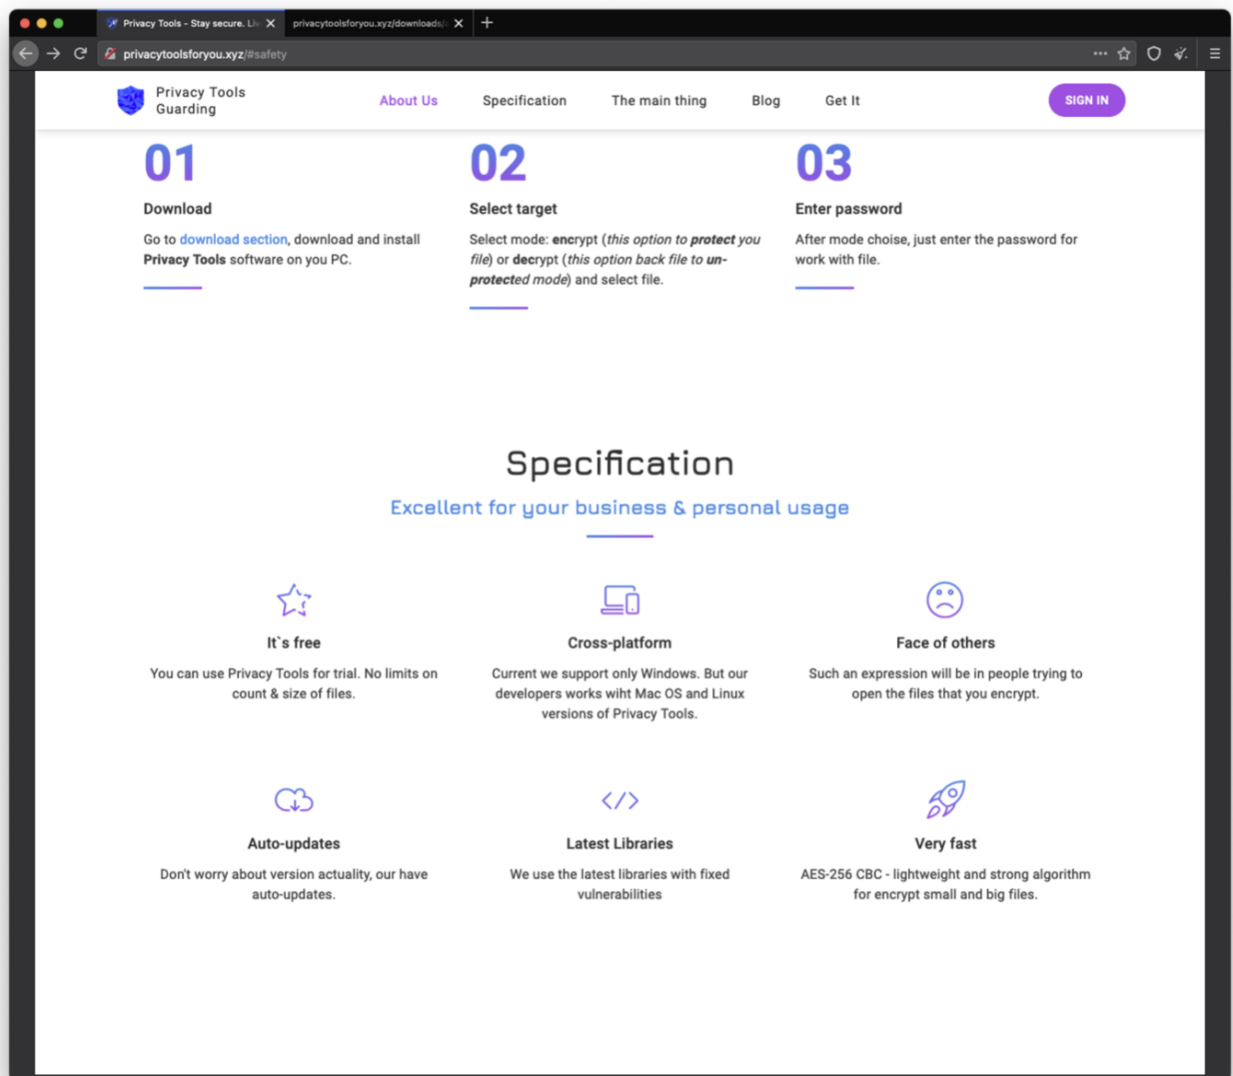 Privacy Tools - Stay secure. Liv
privacytoolsforyou.xyz/downloads/
privacytoolsforyou.xyz/#safety
Privacy Tools
Guarding
About Us
Specification
The main thing
Blog
Get It
SIGN IN
01
Download
Go to download section, download and install
Privacy Tools software on you PC.
02
Select target
Select mode: encrypt (this option to protect you
file) or decrypt (this option back file to un-
protected mode) and select file.
03
Enter password
After mode choise, just enter the password for
work with file.
Specification
Excellent for your business & personal usage
It`s free
You can use Privacy Tools for trial. No limits on
count & size of files.
Cross-platform
Current we support only Windows. But our
developers works wiht Mac OS and Linux
versions of Privacy Tools.
Face of others
Such an expression will be in people trying to
open the files that you encrypt.
Auto-updates
Don't worry about version actuality, our have
auto-updates.
Latest Libraries
We use the latest libraries with fixed
vulnerabilities
Very fast
AES-256 CBC - lightweight and strong algorithm
for encrypt small and big files.